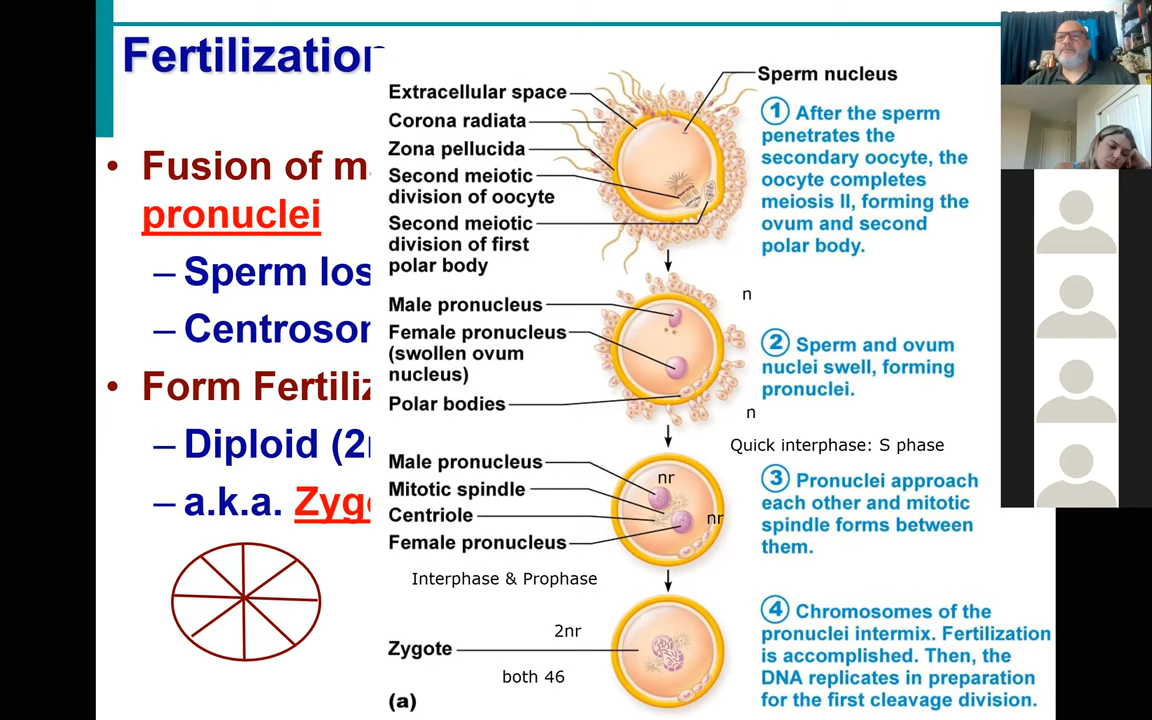 Fertilization
• Fusion of m
pronuclei
– Sperm los
– Centroso
• Form Fertiliz
– Diploid (2
– a.k.a. Zyg
Extracellular space
Corona radiata
Zona pellucida
Second meiotic
division of oocyte
Second meiotic
division of first
polar body
Sperm nucleus
1 After the sperm
penetrates the
secondary oocyte, the
oocyte completes
meiosis II, forming the
ovum and second
polar body.
Male pronucleus
Female pronucleus
(swollen ovum
nucleus)
Polar bodies
n
n
2 Sperm and ovum
nuclei swell, forming
pronuclei.
Quick interphase: S phase
Male pronucleus
Mitotic spindle
Centriole
Female pronucleus
nr
nr
3 Pronuclei approach
each other and mitotic
spindle forms between
them.
Interphase & Prophase
2nr
Zygote
both 46
4 Chromosomes of the
pronuclei intermix. Fertilization
is accomplished. Then, the
DNA replicates in preparation
for the first cleavage division.
(a)